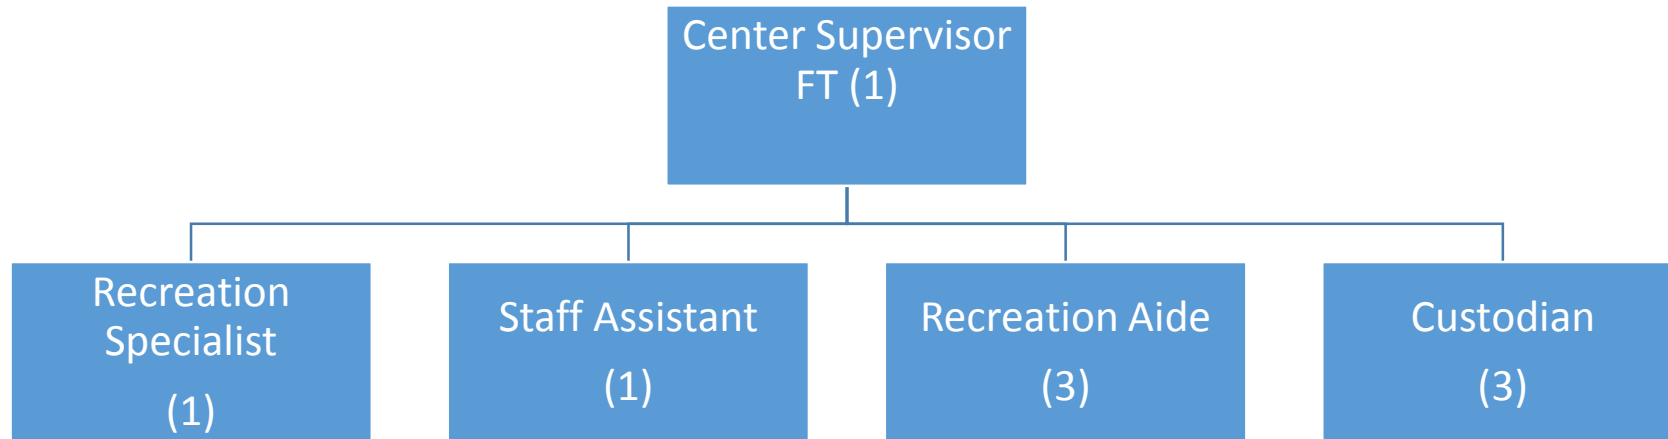 Center Supervisor
FT (1)
Recreation
Specialist
(1)
Staff Assistant
(1)
Recreation Aide
(3)
Custodian
(3)